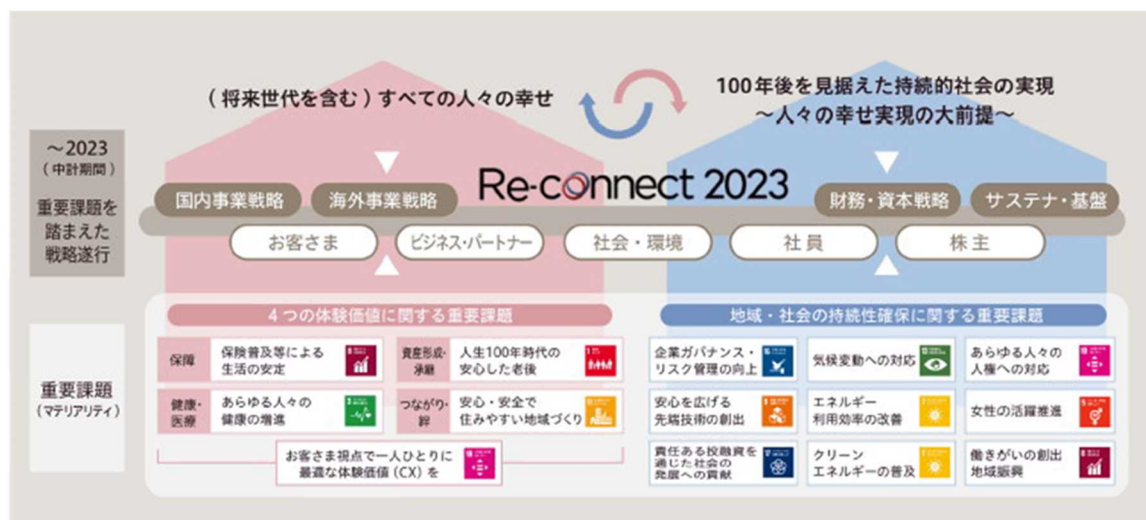 (将来世代を含む)すべての人々の幸せ
100年後を見据えた持続的社会の実現
～人々の幸せ実現の大前提～
～2023
(中計期間)
重要課題を
踏まえた
戦略遂行
Re-connect 2023
国内事業戦略
海外事業戦略
財務・資本戦略
サステナ・基盤
お客さま
ビジネス・パートナー
社会・環境
社員
株主
重要課題
(マテリアリティ)
4つの体験価値に関する重要課題
保障
保険普及等による
生活の安定
資産形成・
承継
人生100年時代の
安心した老後
健康・
医療
あらゆる人々の
健康の増進
つながり・
絆
安心・安全で
住みやすい地域づくり
お客さま視点で一人ひとりに
最適な体験価値(CX)を
地域・社会の持続性確保に関する重要課題
企業ガバナンス・
リスク管理の向上
気候変動への対応
あらゆる人々の
人権への対応
安心を広げる
先端技術の創出
エネルギー
利用効率の改善
女性の活躍推進
責任ある投融資を
通じた社会の
発展への貢献
クリーン
エネルギーの普及
働きがいの創出
地域振興